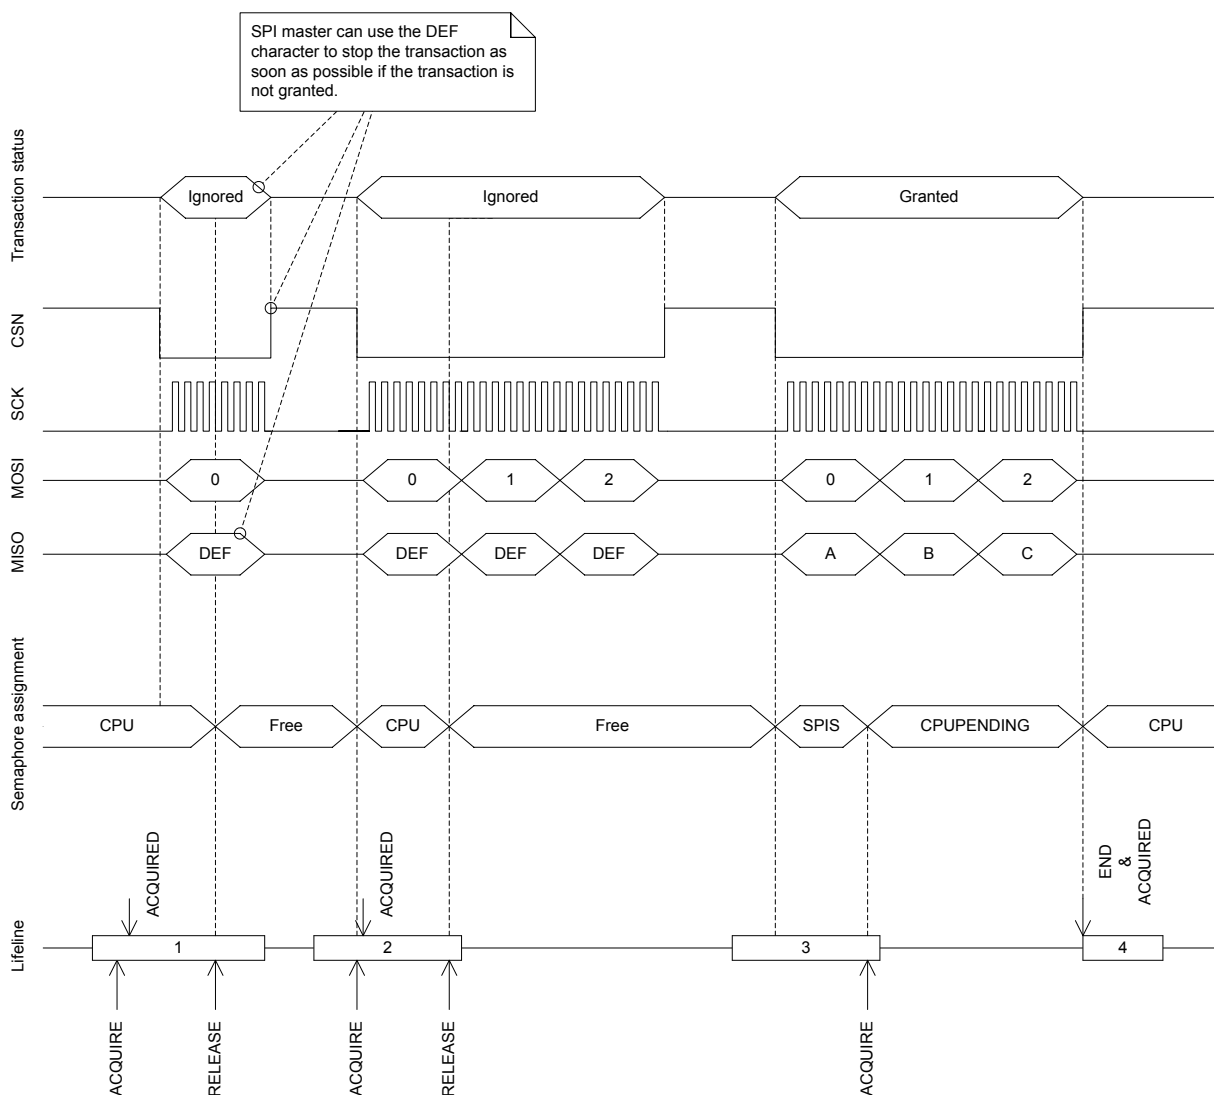 SPI master can use the DEF
character to stop the transaction as
soon as possible if the transaction is
not granted.
Transaction status
Ignored
Ignored
Granted
CSN
SCK
MOSI
0
0
1
2
0
1
2
MISO
DEF
DEF
DEF
DEF
A
B
C
Semaphore assignment
CPU
Free
CPU
Free
SPIS
CPUPENDING
CPU
ACQUIRED
ACQUIRED
END
&
ACQUIRED
Lifeline
1
2
3
4
ACQUIRE
RELEASE
ACQUIRE
RELEASE
ACQUIRE